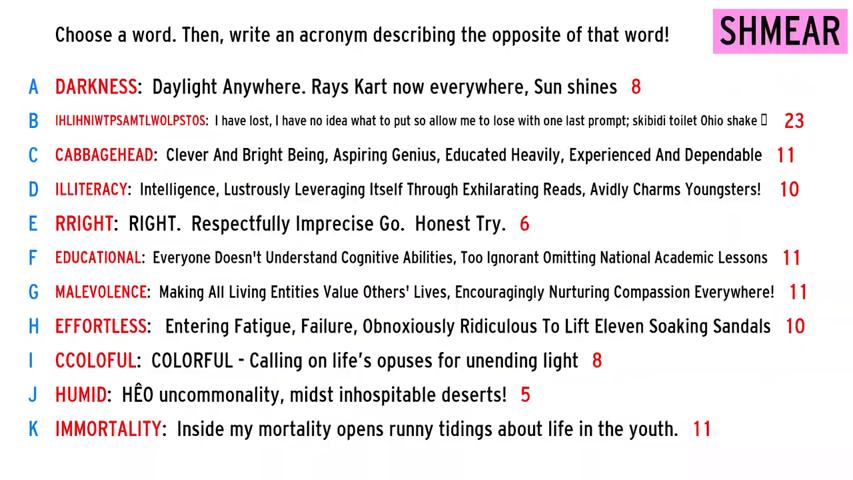 Choose a word. Then, write an acronym describing the opposite of that word!
SHMEAR
A DARKNESS: Daylight Anywhere. Rays Kart now everywhere, Sun shines 8
B IHLIHNIWTPSAMTLWOLPSTOS: I have lost, I have no idea what to put so allow me to lose with one last prompt; skibidi toilet Ohio shake 23
C CABBAGEHEAD: Clever And Bright Being, Aspiring Genius, Educated Heavily, Experienced And Dependable 11
D ILLITERACY: Intelligence, Lustrously Leveraging Itself Through Exhilarating Reads, Avidly Charms Youngsters! 10
E RRIGHT: RIGHT. Respectfully Imprecise Go. Honest Try. 6
F EDUCATIONAL: Everyone Doesn't Understand Cognitive Abilities, Too Ignorant Omitting National Academic Lessons 11
G MALEVOLENCE: Making All Living Entities Value Others' Lives, Encouragingly Nurturing Compassion Everywhere! 11
H EFFORTLESS: Entering Fatigue, Failure, Obnoxiously Ridiculous To Lift Eleven Soaking Sandals 10
I CCOLOFUL: COLORFUL - Calling on life's opuses for unending light 8
J HUMID: HÊO uncommonality, midst inhospitable deserts! 5
K IMMORTALITY: Inside my mortality opens runny tidings about life in the youth. 11